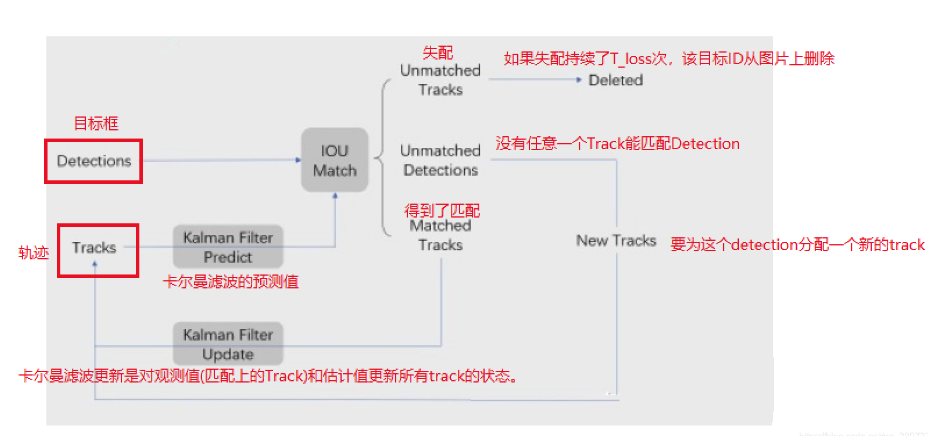 失配
Unmatched
Tracks
如果失配持续了T_loss次，该目标ID从图片上删除
Deleted
目标框
Detections
IOU
Match
Unmatched
Detections
没有任意一个Track能匹配Detection
得到了匹配
Matched
Tracks
轨迹
Tracks
Kalman Filter
Predict
卡尔曼滤波的预测值
New Tracks
要为这个detection分配一个新的track
Kalman Filter
Update
卡尔曼滤波更新是对观测值(匹配上的Track)和估计值更新所有track的状态。